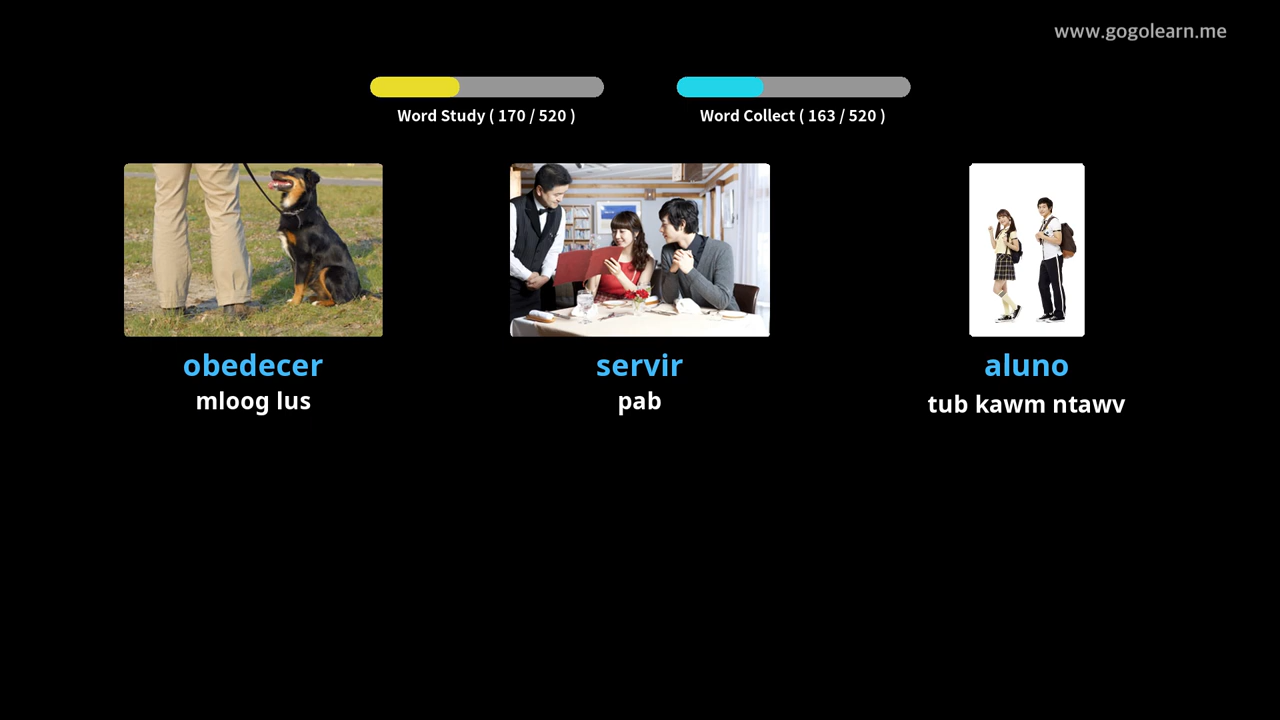 www.gogolearn.me
Word Study ( 170 / 520 )
Word Collect ( 163 / 520 )
obedecer
mloog lus
servir
pab
aluno
tub kawm ntawv